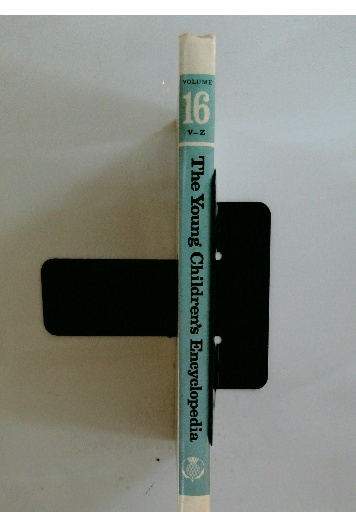 VOLUME
16
V–Z
The Young Children's Encyclopedia